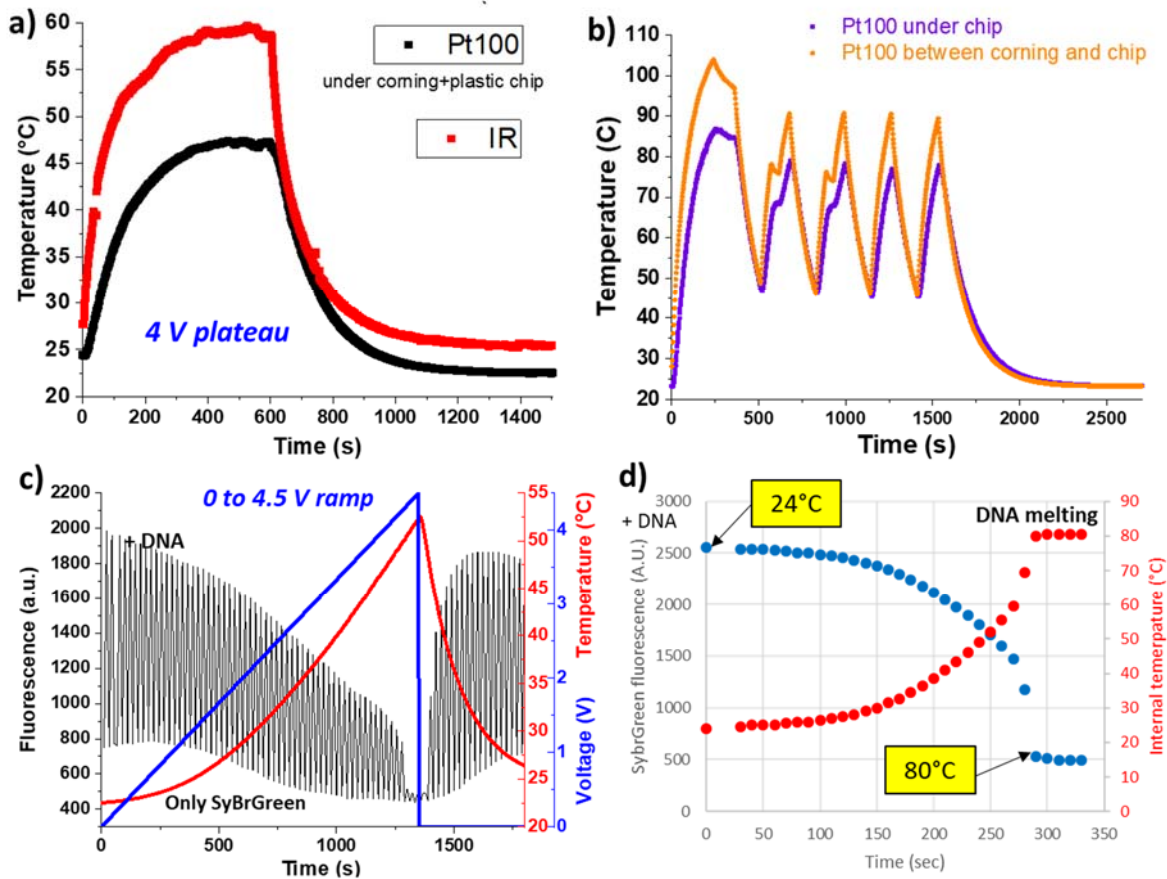 a)
60
55
50
45
40
35
30
25
20
Temperature (°C)
Pt100
under corning+plastic chip
IR
4 V plateau
0 200 400 600 800 1000 1200 1400
Time (s)
b)
Pt100 under chip
Pt100 between corning and chip
110
100
90
80
70
60
50
40
30
20
Temperature (C)
0 500 1000 1500 2000 2500
Time (s)
c)
0 to 4.5 V ramp
2200
2000
1800
1600
1400
1200
1000
800
600
400
Fluorescence (a.u.)
+ DNA
Only SyBrGreen
4
3
2
1
0
Voltage (V)
55
50
45
40
35
30
25
20
Temperature (°C)
0 500 1000 1500
Time (s)
d)
3000
2500
2000
1500
1000
500
0
+ DNA
SybrGreen fluorescence (A.U.)
24°C
DNA melting
80°C
90
80
70
60
50
40
30
20
10
0
Internal temerpature (°C)
0 50 100 150 200 250 300 350
Time (sec)